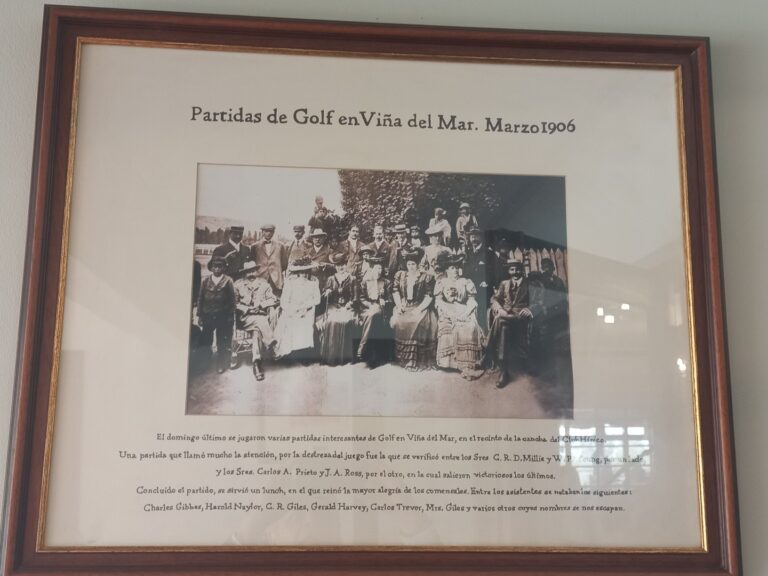 Partidas de Golf en Viña del Mar. Marzo 1906
El domingo último se jugaron varias partidas interesantes de Golf en Viña del Mar, en el recinto de la cancha del Club Hípico.
Una partida que llamó mucho la atención, por la destreza del juego fue la que se verificó entre los Sres C. R. D. Millie y W. Young, por un lado
y los Sres. Carlos A. Prieto y J. A. Ross, por el otro, en la cual salieron victoriosos los últimos.
Concluído el partido, se sirvió un lunch, en el que reinó la mayor alegría de los comensales. Entre los asistentes se notaban los siguientes:
Charles Gibbes, Harold Naylor, C. R. Giles, Gerald Harvey, Carlos Trevor, Mrs. Giles y varios otros cuyos nombres se nos escapan.